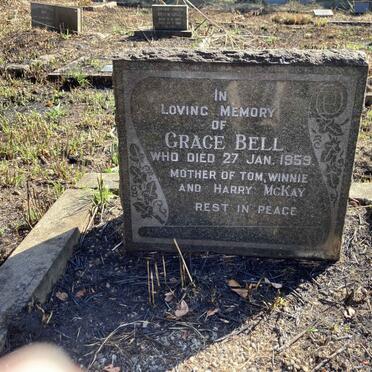 IN
LOVING MEMORY
OF
GRACE BELL
WHO DIED 27 JAN. 1959.
MOTHER OF TOM, WINNIE
AND HARRY MCKAY
REST IN PEACE